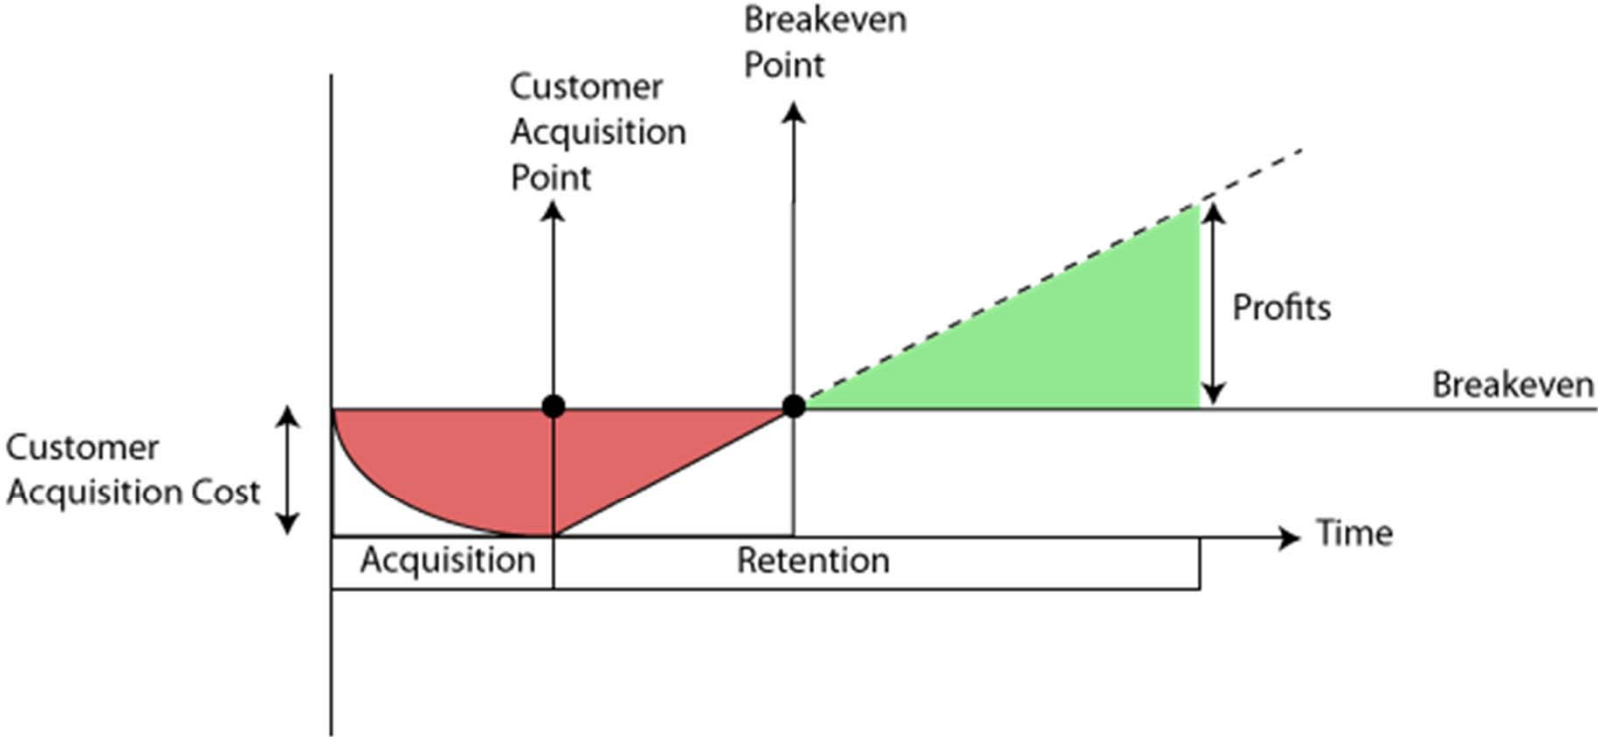 Breakeven
Point
Customer
Acquisition
Point
Profits
Breakeven
Customer
Acquisition Cost
Time
Acquisition
Retention